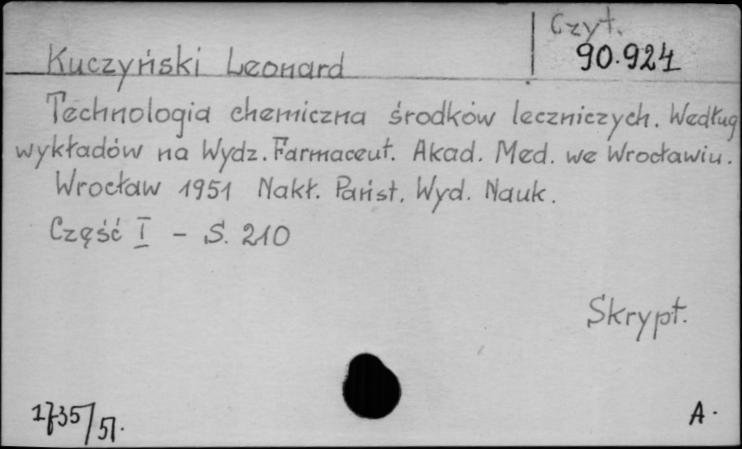 Czyt.
90.924
Kuczyński Leonard
Technologia chemiczna środków leczniczych. Według
wykładów na Wydz. Farmaceut. Akad. Med. we Wrocławiu.
Wrocław 1951 Nakł. Państ. Wyd. Nauk.
Część I - S. 210
Skrypt.
1735/51.
A.